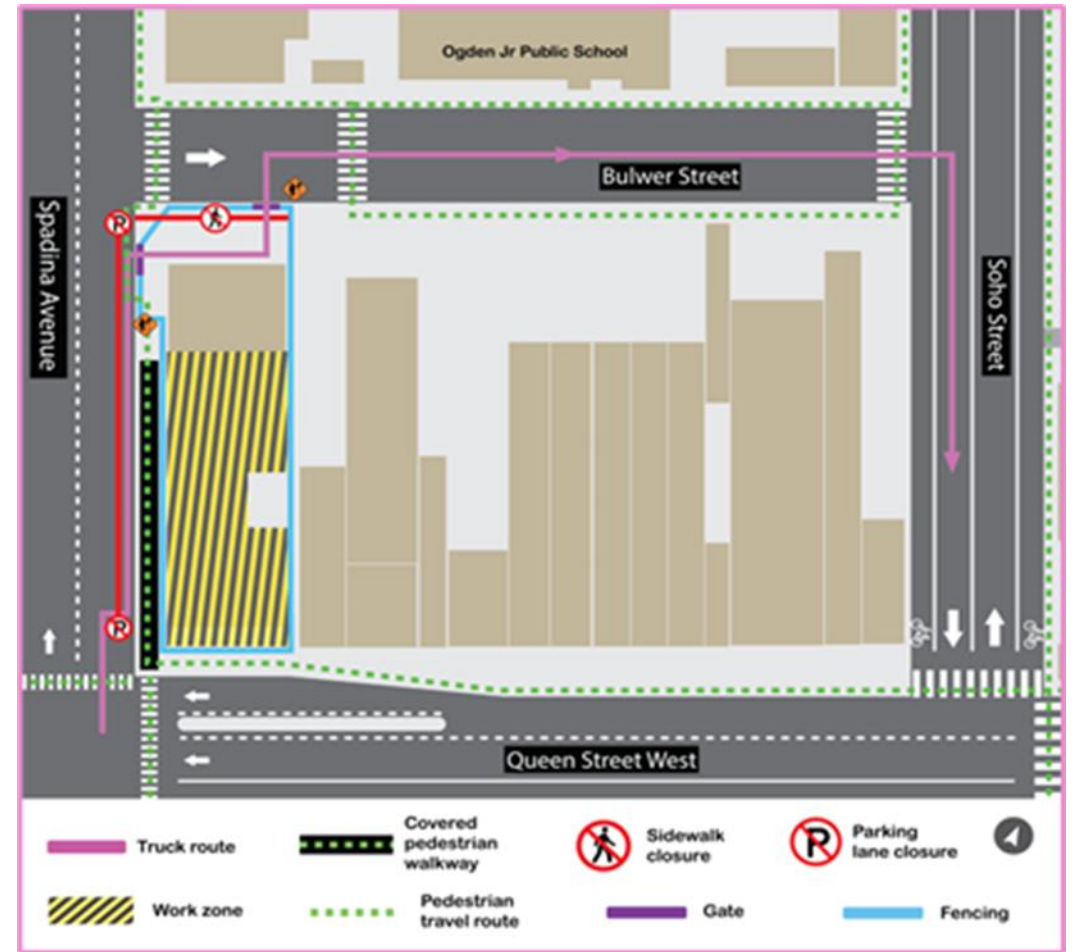 Ogden Jr Public School
Bulwer Street
Spadina Avenue
Soho Street
Queen Street West
Truck route
Covered
pedestrian
walkway
Sidewalk
closure
P
Parking
lane closure
Work zone
Pedestrian
travel route
Gate
Fencing